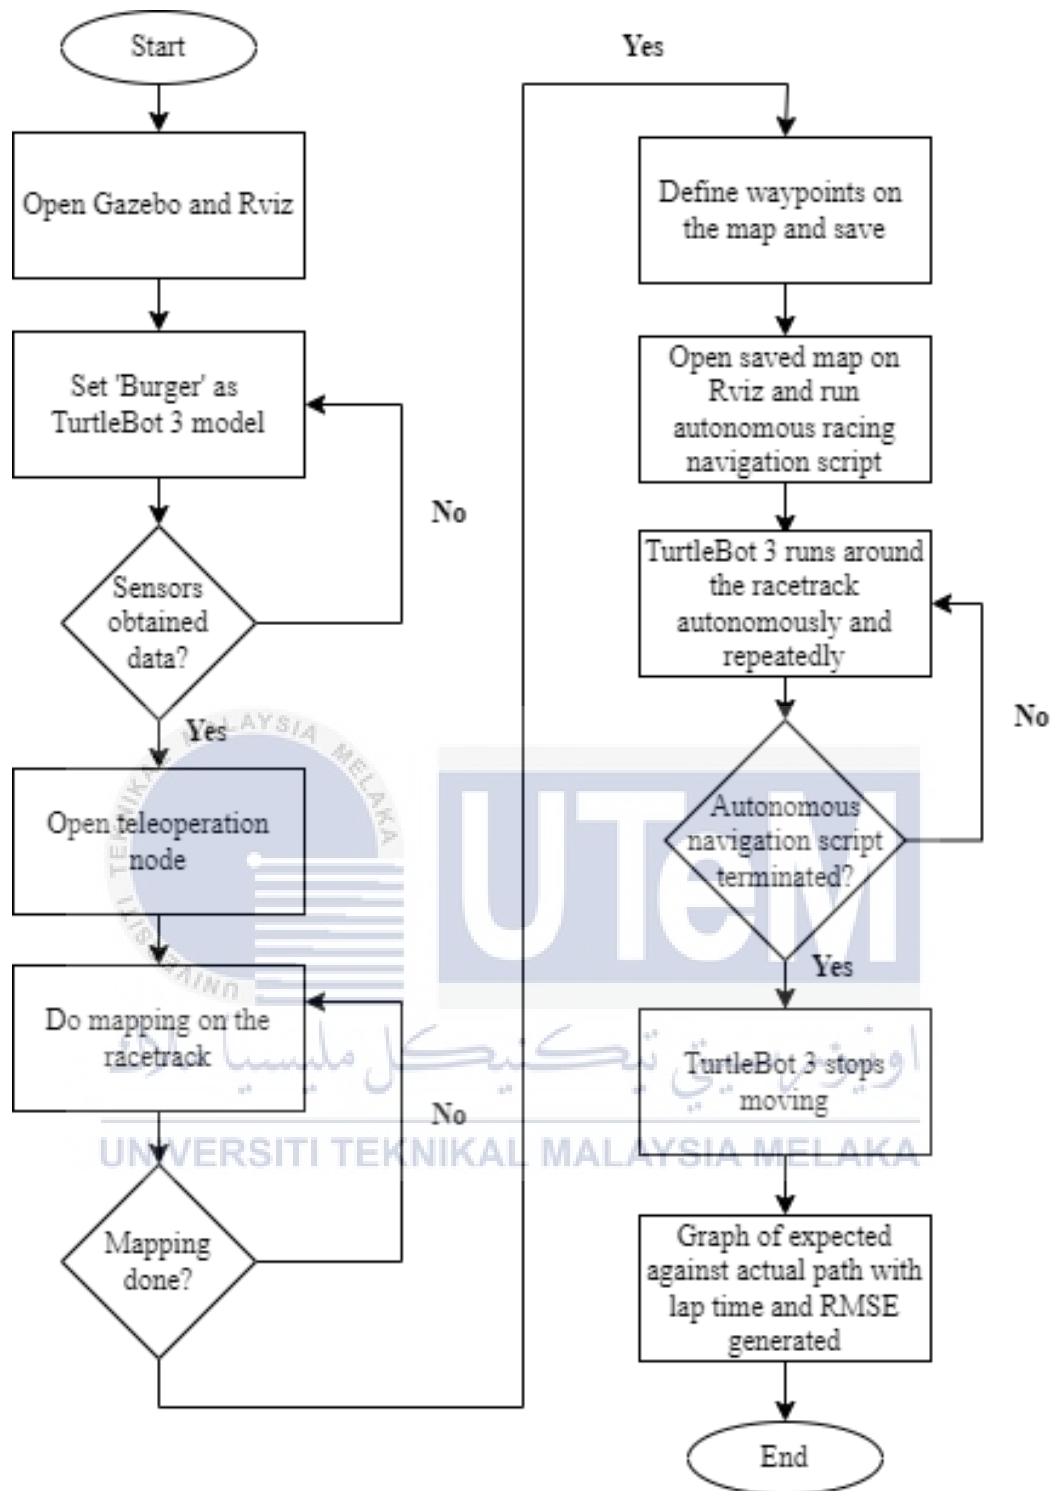 Start
Open Gazebo and Rviz
Set 'Burger' as
TurtleBot 3 model
No
Sensors
obtained
data?
Yes
Open teleoperation
node
Do mapping on the
racetrack
No
Mapping
done?
Yes
Define waypoints on
the map and save
Open saved map on
Rviz and run
autonomous racing
navigation script
TurtleBot 3 runs around
the racetrack
autonomously and
repeatedly
No
Autonomous
navigation script
terminated?
Yes
TurtleBot 3 stops
moving
Graph of expected
against actual path with
lap time and RMSE
generated
End
UNIVERSITI TEKNIKAL MALAYSIA MELAKA
UTeM
اونيۏرسيتي تيكنيكل مليسيا ملاك
UNIVERSITI TEKNIKAL MALAYSIA MELAKA